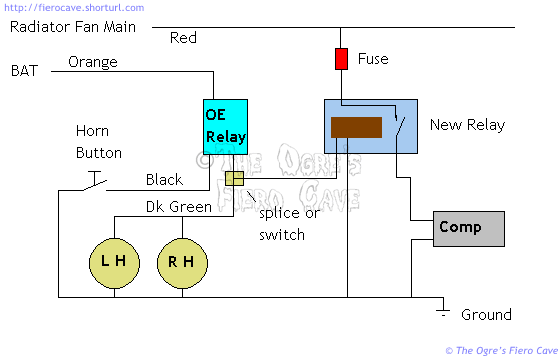 http://fierocave.shorturl.com/
Radiator Fan Main
Red
Fuse
Orange
BAT
OE
Relay
New Relay
Horn
Button
© The Ogre's
Fiero Cave
Black
Dk Green
splice or
switch
Comp
L H
R H
Ground
© The Ogre's Fiero Cave